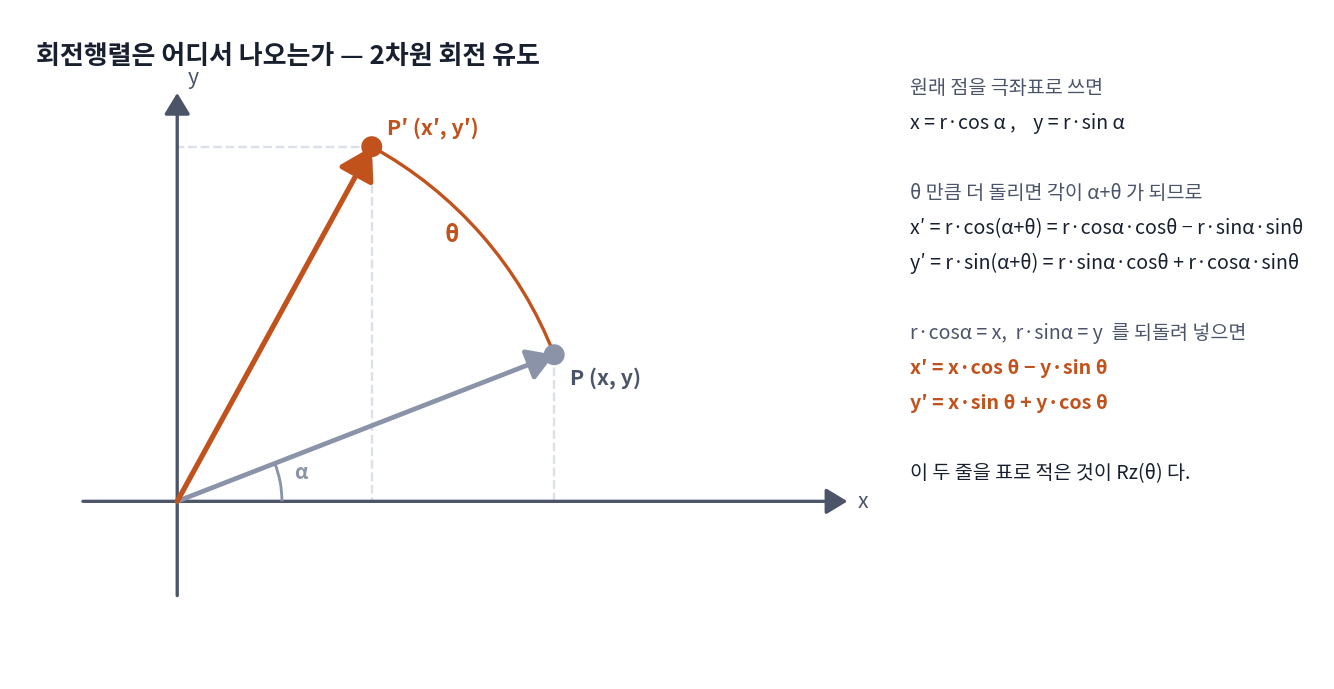 회전행렬은 어디서 나오는가 — 2차원 회전 유도
y
P′ (x′, y′)
θ
P (x, y)
α
x
원래 점을 극좌표로 쓰면
x = r·cos α ,   y = r·sin α
θ 만큼 더 돌리면 각이 α+θ 가 되므로
x′ = r·cos(α+θ) = r·cosα·cosθ − r·sinα·sinθ
y′ = r·sin(α+θ) = r·sinα·cosθ + r·cosα·sinθ
r·cosα = x,  r·sinα = y  를 되돌려 넣으면
x′ = x·cos θ − y·sin θ
y′ = x·sin θ + y·cos θ
이 두 줄을 표로 적은 것이 Rz(θ) 다.